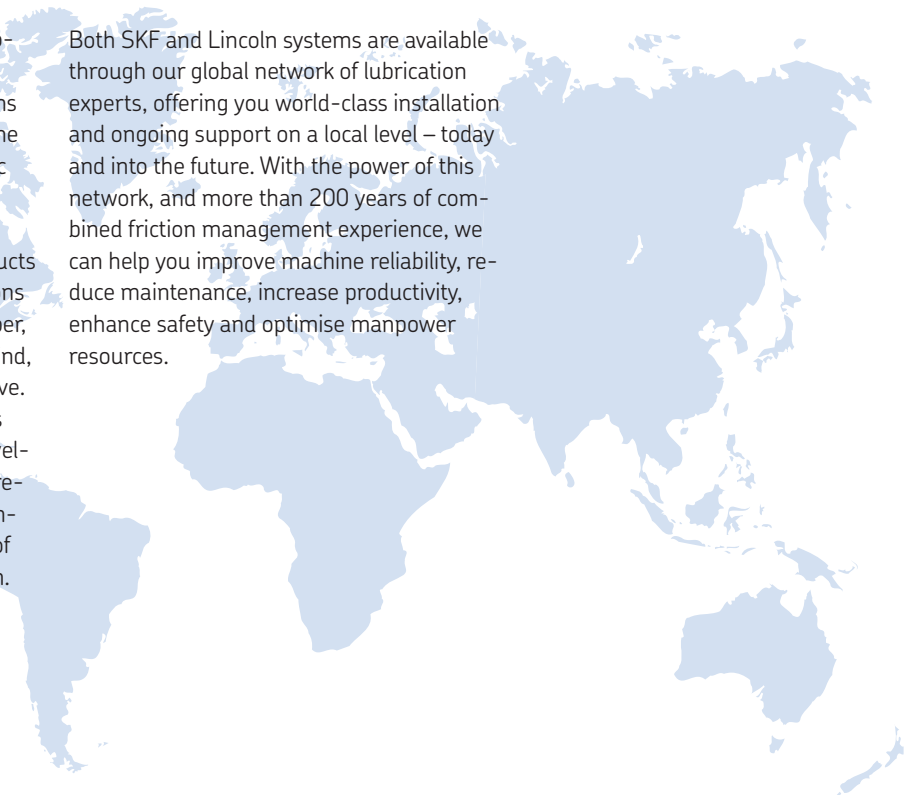 Both SKF and Lincoln systems are available
through our global network of lubrication
experts, offering you world-class installation
and ongoing support on a local level – today
and into the future. With the power of this
network, and more than 200 years of com-
bined friction management experience, we
can help you improve machine reliability, re-
duce maintenance, increase productivity,
enhance safety and optimise manpower
resources.